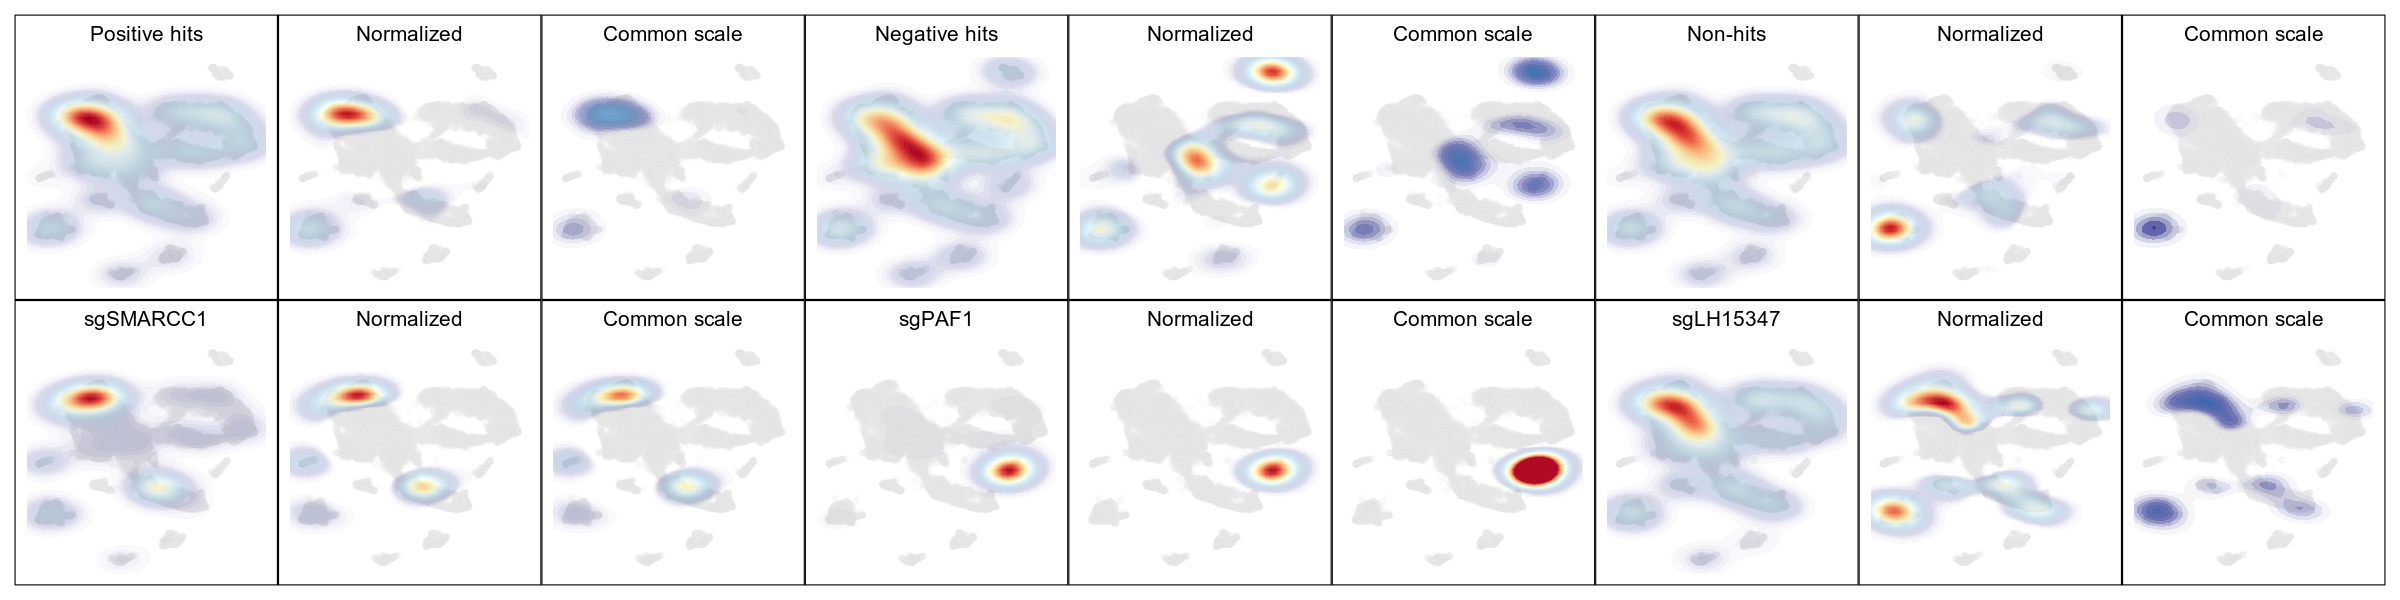 Positive hits
Normalized
Common scale
Negative hits
Normalized
Common scale
Non-hits
Normalized
Common scale
sgSMARCC1
Normalized
Common scale
sgPAF1
Normalized
Common scale
sgLH15347
Normalized
Common scale